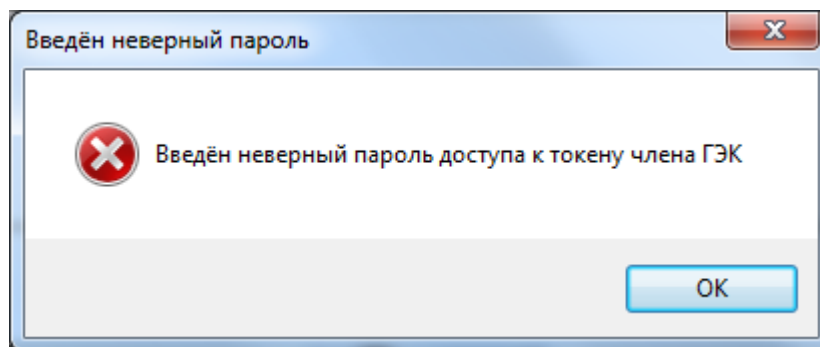 Введён неверный пароль
Введён неверный пароль доступа к токену члена ГЭК
OK